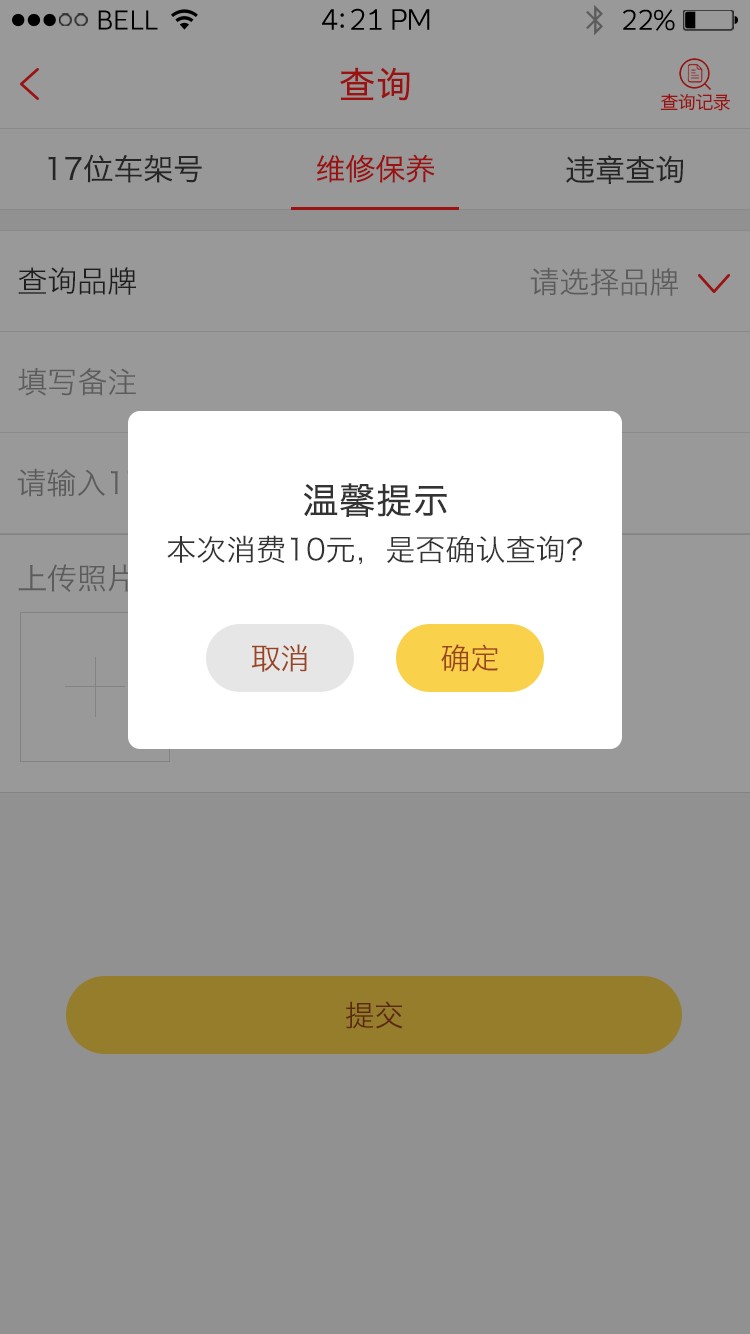 BELL 4:21 PM 22%
查询
查询记录
17位车架号 维修保养 违章查询
查询品牌 请选择品牌
填写备注
请输入1
上传照片
温馨提示
本次消费10元，是否确认查询?
取消 确定
提交